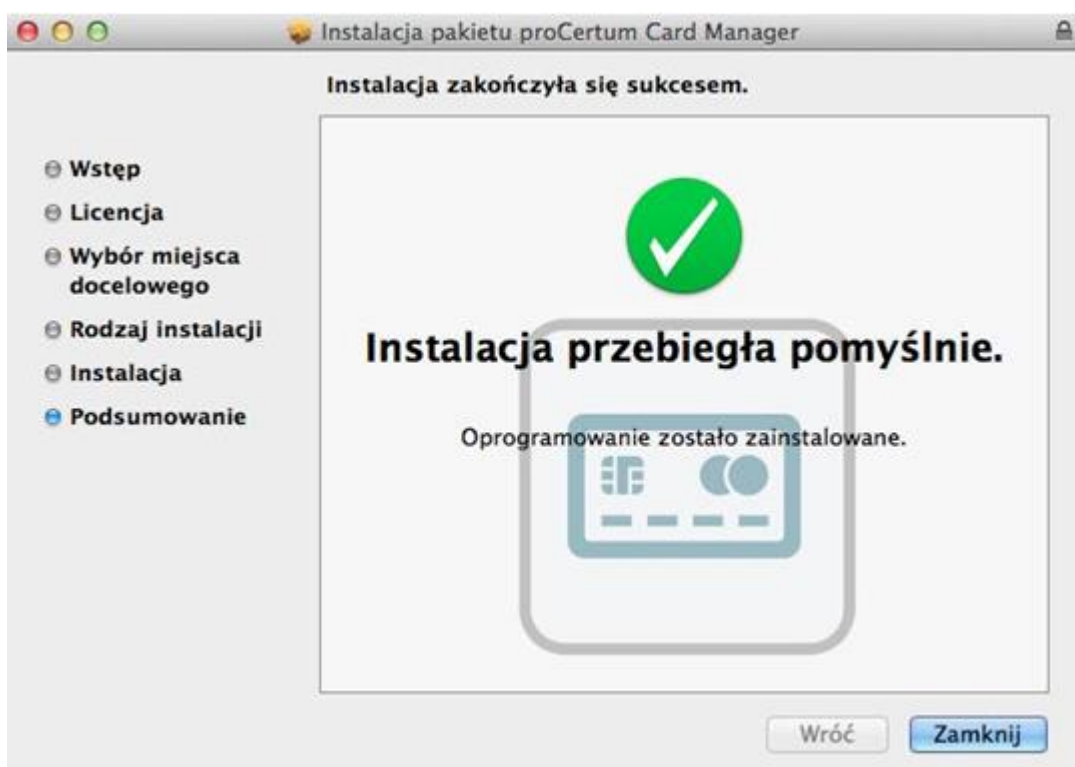 Instalacja pakietu proCertum Card Manager
Instalacja zakończyła się sukcesem.
Wstęp
Licencja
Wybór miejsca
docelowego
Rodzaj instalacji
Instalacja
Podsumowanie
Instalacja przebiegła pomyślnie.
Oprogramowanie zostało zainstalowane.
Wróć
Zamknij